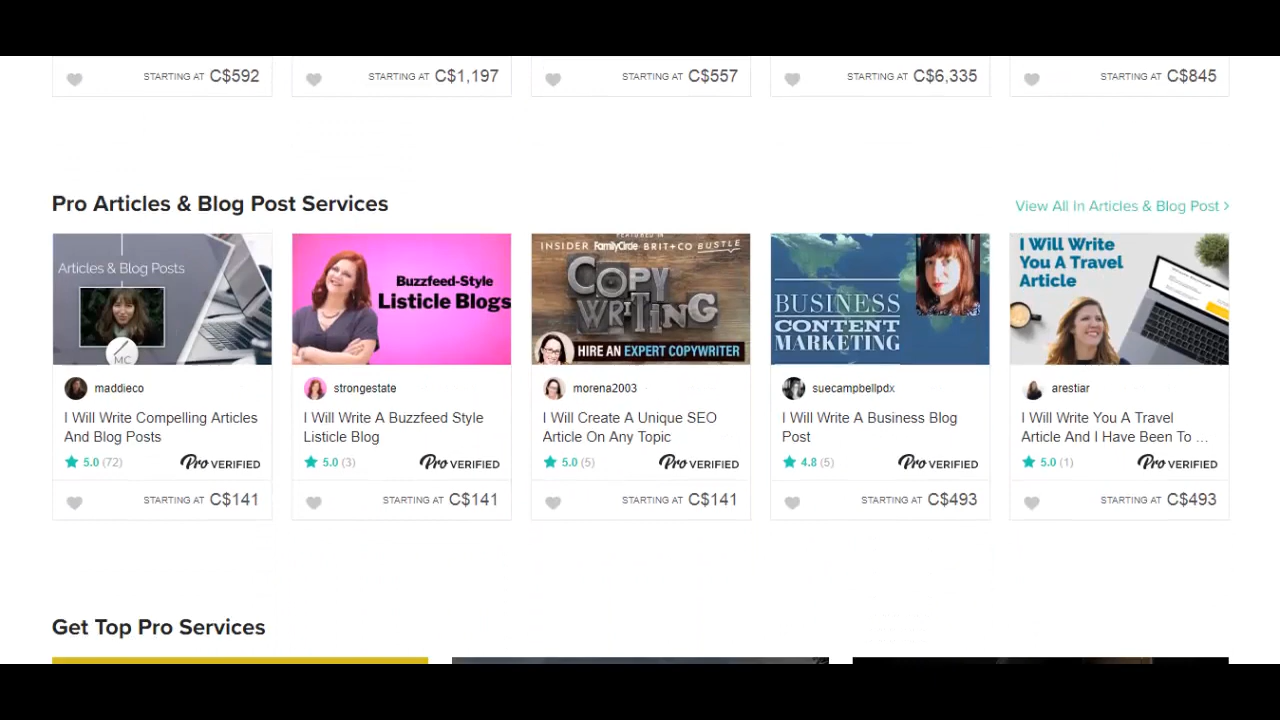 STARTING AT C$592
STARTING AT C$1,197
STARTING AT C$557
STARTING AT C$6,335
STARTING AT C$845
Pro Articles & Blog Post Services
View All In Articles & Blog Post >
Articles & Blog Posts
MC
maddieco
I Will Write Compelling Articles
And Blog Posts
5.0 (72)
Pro VERIFIED
STARTING AT C$141
Buzzfeed-Style
Listicle Blogs
strongestate
I Will Write A Buzzfeed Style
Listicle Blog
5.0 (3)
Pro VERIFIED
STARTING AT C$141
FEATURED IN
INSIDER FamilyCircle BRIT+CO BUSTLE
COPY
WRITING
HIRE AN EXPERT COPYWRITER
morena2003
I Will Create A Unique SEO
Article On Any Topic
5.0 (5)
Pro VERIFIED
STARTING AT C$141
BUSINESS
CONTENT
MARKETING
suecampbellpdx
I Will Write A Business Blog
Post
4.8 (5)
Pro VERIFIED
STARTING AT C$493
I Will Write
You A Travel
Article
arestiar
I Will Write You A Travel
Article And I Have Been To ...
5.0 (1)
Pro VERIFIED
STARTING AT C$493
Get Top Pro Services